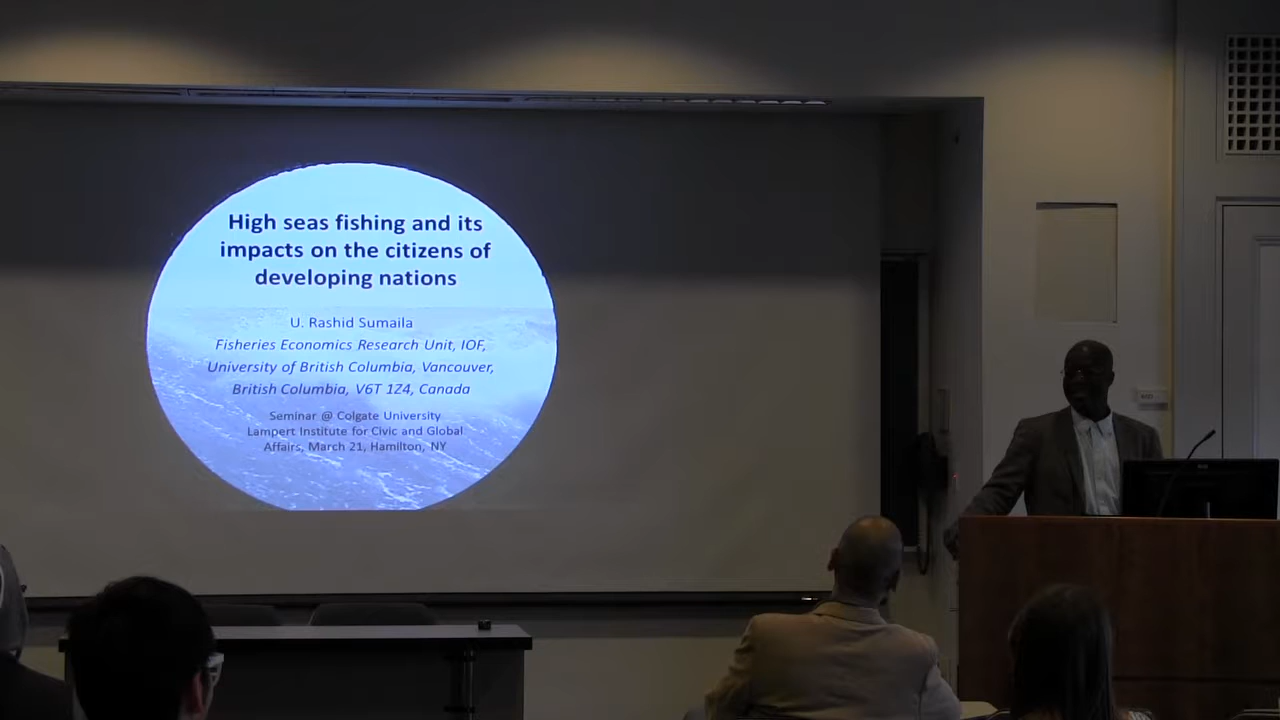 High seas fishing and its
impacts on the citizens of
developing nations
U. Rashid Sumaila
Fisheries Economics Research Unit, IOF,
University of British Columbia, Vancouver,
British Columbia, V6T 1Z4, Canada
Seminar @ Colgate University
Lampert Institute for Civic and Global
Affairs, March 21, Hamilton, NY